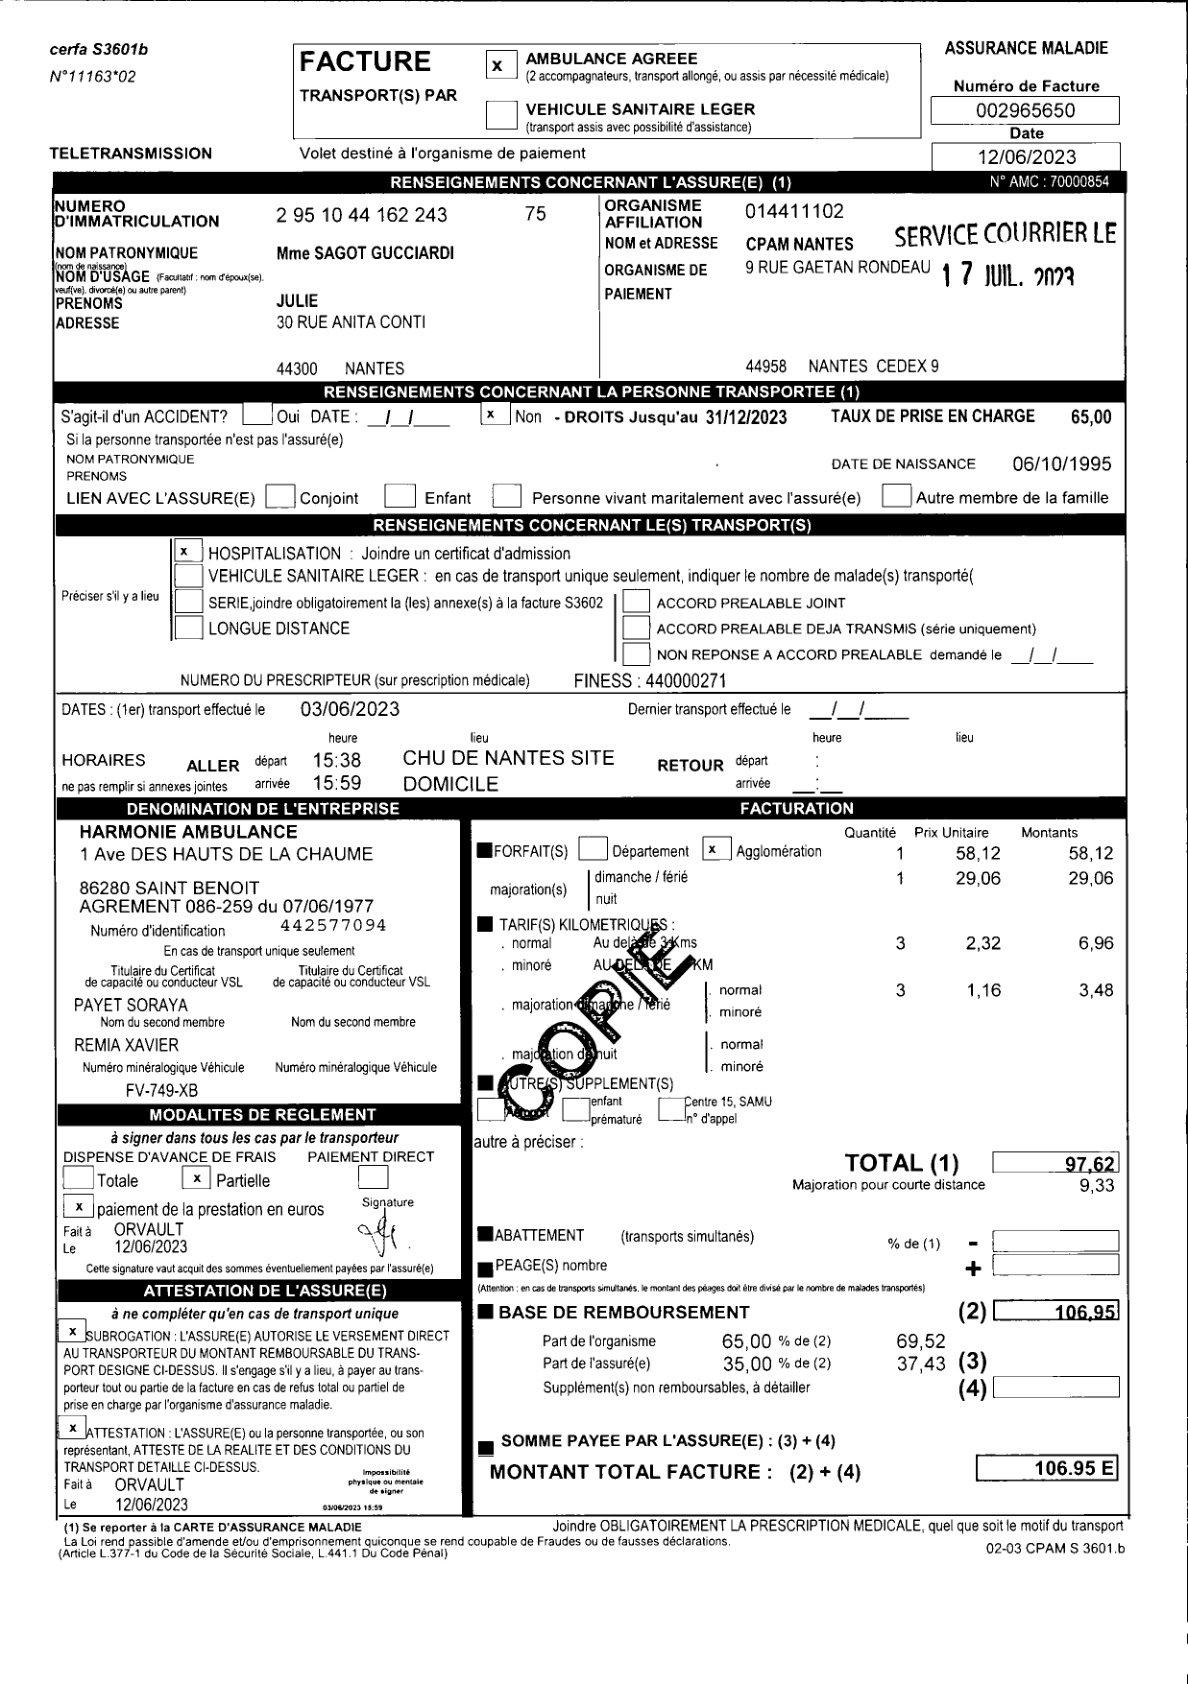 cerfa S3601b
N°11163*02
FACTURE
TRANSPORT(S) PAR
x AMBULANCE AGREEE
(2 accompagnateurs, transport allongé, ou assis par nécessité médicale)
VEHICULE SANITAIRE LEGER
(transport assis avec possibilité d'assistance)
ASSURANCE MALADIE
Numéro de Facture
002965650
Date
12/06/2023
TELETRANSMISSION
Volet destiné à l'organisme de paiement
RENSEIGNEMENTS CONCERNANT L'ASSURE(E) (1)
N° AMC : 70000854
NUMERO D'IMMATRICULATION
2 95 10 44 162 243 75
NOM PATRONYMIQUE
(nom de naissance)
Mme SAGOT GUCCIARDI
NOM D'USAGE (Facultatif : nom d'époux(se),
veuf(ve), divorcé(e) ou autre parent)
PRENOMS
JULIE
ADRESSE
30 RUE ANITA CONTI
44300 NANTES
ORGANISME AFFILIATION
014411102
NOM et ADRESSE
CPAM NANTES
ORGANISME DE PAIEMENT
9 RUE GAETAN RONDEAU
SERVICE COURRIER LE
17 JUIL. 2023
44958 NANTES CEDEX 9
RENSEIGNEMENTS CONCERNANT LA PERSONNE TRANSPORTEE (1)
S'agit-il d'un ACCIDENT? Oui DATE : _/_/_ x Non - DROITS Jusqu'au 31/12/2023 TAUX DE PRISE EN CHARGE 65,00
Si la personne transportée n'est pas l'assuré(e)
NOM PATRONYMIQUE
PRENOMS
DATE DE NAISSANCE 06/10/1995
LIEN AVEC L'ASSURE(E) Conjoint Enfant Personne vivant maritalement avec l'assuré(e) Autre membre de la famille
RENSEIGNEMENTS CONCERNANT LE(S) TRANSPORT(S)
Préciser s'il y a lieu
x HOSPITALISATION : Joindre un certificat d'admission
VEHICULE SANITAIRE LEGER : en cas de transport unique seulement, indiquer le nombre de malade(s) transporté(
SERIE,joindre obligatoirement la (les) annexe(s) à la facture S3602
LONGUE DISTANCE
ACCORD PREALABLE JOINT
ACCORD PREALABLE DEJA TRANSMIS (série uniquement)
NON REPONSE A ACCORD PREALABLE demandé le _/_/_
NUMERO DU PRESCRIPTEUR (sur prescription médicale) FINESS : 440000271
DATES : (1er) transport effectué le 03/06/2023 Dernier transport effectué le _/_/_
heure lieu heure lieu
HORAIRES ALLER départ 15:38 CHU DE NANTES SITE RETOUR départ :
ne pas remplir si annexes jointes arrivée 15:59 DOMICILE arrivée _:_
DENOMINATION DE L'ENTREPRISE
HARMONIE AMBULANCE
1 Ave DES HAUTS DE LA CHAUME
86280 SAINT BENOIT
AGREMENT 086-259 du 07/06/1977
Numéro d'identification 442577094
En cas de transport unique seulement
Titulaire du Certificat de capacité ou conducteur VSL
Titulaire du Certificat de capacité ou conducteur VSL
PAYET SORAYA
Nom du second membre Nom du second membre
REMIA XAVIER
Numéro minéralogique Véhicule Numéro minéralogique Véhicule
FV-749-XB
MODALITES DE REGLEMENT
à signer dans tous les cas par le transporteur
DISPENSE D'AVANCE DE FRAIS PAIEMENT DIRECT
Totale x Partielle
x paiement de la prestation en euros
Signature
Fait à ORVAULT
Le 12/06/2023
Cette signature vaut acquit des sommes éventuellement payées par l'assuré(e)
ATTESTATION DE L'ASSURE(E)
à ne compléter qu'en cas de transport unique
x SUBROGATION : L'ASSURE(E) AUTORISE LE VERSEMENT DIRECT
AU TRANSPORTEUR DU MONTANT REMBOURSABLE DU TRANS-
PORT DESIGNE CI-DESSUS. Il s'engage s'il y a lieu, à payer au trans-
porteur tout ou partie de la facture en cas de refus total ou partiel de
prise en charge par l'organisme d'assurance maladie.
x ATTESTATION : L'ASSURE(E) ou la personne transportée, ou son
représentant, ATTESTE DE LA REALITE ET DES CONDITIONS DU
TRANSPORT DETAILLE CI-DESSUS.
Fait à ORVAULT
Le 12/06/2023
Impossibilité
physique ou mentale
de signer
03/06/2023 15:59
FACTURATION
Quantité Prix Unitaire Montants
FORFAIT(S) Département x Agglomération 1 58,12 58,12
majoration(s) dimanche / férié 1 29,06 29,06
nuit
TARIF(S) KILOMETRIQUES :
. normal Au delà de 3 Kms 3 2,32 6,96
. minoré AU DELA DE KM
. majoration dimanche / férié . normal 3 1,16 3,48
. minoré
. majoration de nuit . normal
. minoré
COPIE
AUTRE(S) SUPPLEMENT(S)
Aéroport enfant prématuré Centre 15, SAMU n° d'appel
autre à préciser :
TOTAL (1) 97,62
Majoration pour courte distance 9,33
ABATTEMENT (transports simultanés) % de (1) -
PEAGE(S) nombre +
(Attention : en cas de transports simultanés, le montant des péages doit être divisé par le nombre de malades transportés)
BASE DE REMBOURSEMENT (2) 106,95
Part de l'organisme 65,00 % de (2) 69,52
Part de l'assuré(e) 35,00 % de (2) 37,43 (3)
Supplément(s) non remboursables, à détailler (4)
SOMME PAYEE PAR L'ASSURE(E) : (3) + (4)
MONTANT TOTAL FACTURE : (2) + (4) 106.95 E
(1) Se reporter à la CARTE D'ASSURANCE MALADIE
Joindre OBLIGATOIREMENT LA PRESCRIPTION MEDICALE, quel que soit le motif du transport
La Loi rend passible d'amende et/ou d'emprisonnement quiconque se rend coupable de Fraudes ou de fausses déclarations.
(Article L.377-1 du Code de la Sécurité Sociale, L.441.1 Du Code Pénal)
02-03 CPAM S 3601.b